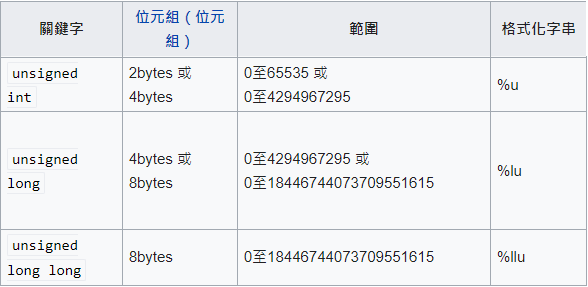 關鍵字
位元組（位元
組）
範圍
格式化字串
unsigned
int
2bytes 或
4bytes
0至65535 或
0至4294967295
%u
unsigned
long
4bytes 或
8bytes
0至4294967295 或
0至18446744073709551615
%lu
unsigned
long long
8bytes
0至18446744073709551615
%llu